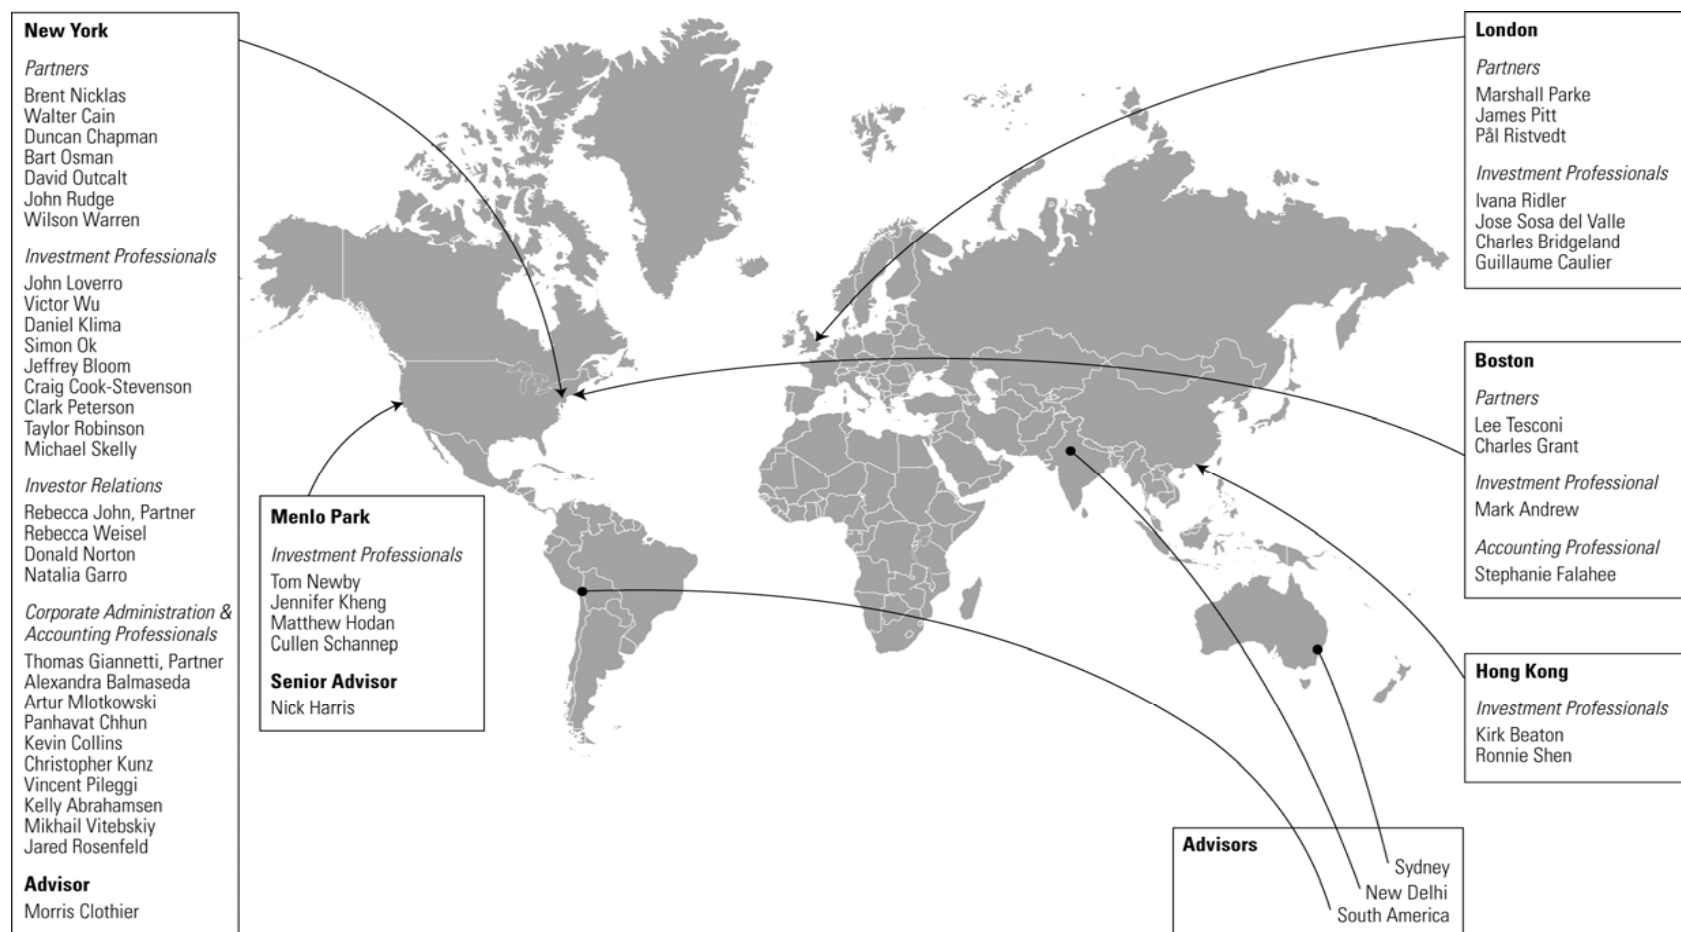 New York
Partners
Brent Nicklas
Walter Cain
Duncan Chapman
Bart Osman
David Outcalt
John Rudge
Wilson Warren
Investment Professionals
John Loverro
Victor Wu
Daniel Klima
Simon Ok
Jeffrey Bloom
Craig Cook-Stevenson
Clark Peterson
Taylor Robinson
Michael Skelly
Investor Relations
Rebecca John, Partner
Rebecca Weisel
Donald Norton
Natalia Garro
Corporate Administration &
Accounting Professionals
Thomas Giannetti, Partner
Alexandra Balmaseda
Artur Mlotkowski
Panhavat Chhun
Kevin Collins
Christopher Kunz
Vincent Pileggi
Kelly Abrahamsen
Mikhail Vitebskiy
Jared Rosenfeld
Advisor
Morris Clothier
Menlo Park
Investment Professionals
Tom Newby
Jennifer Kheng
Matthew Hodan
Cullen Schannep
Senior Advisor
Nick Harris
London
Partners
Marshall Parke
James Pitt
Pål Ristvedt
Investment Professionals
Ivana Ridler
Jose Sosa del Valle
Charles Bridgeland
Guillaume Caulier
Boston
Partners
Lee Tesconi
Charles Grant
Investment Professional
Mark Andrew
Accounting Professional
Stephanie Falahee
Hong Kong
Investment Professionals
Kirk Beaton
Ronnie Shen
Advisors
Sydney
New Delhi
South America